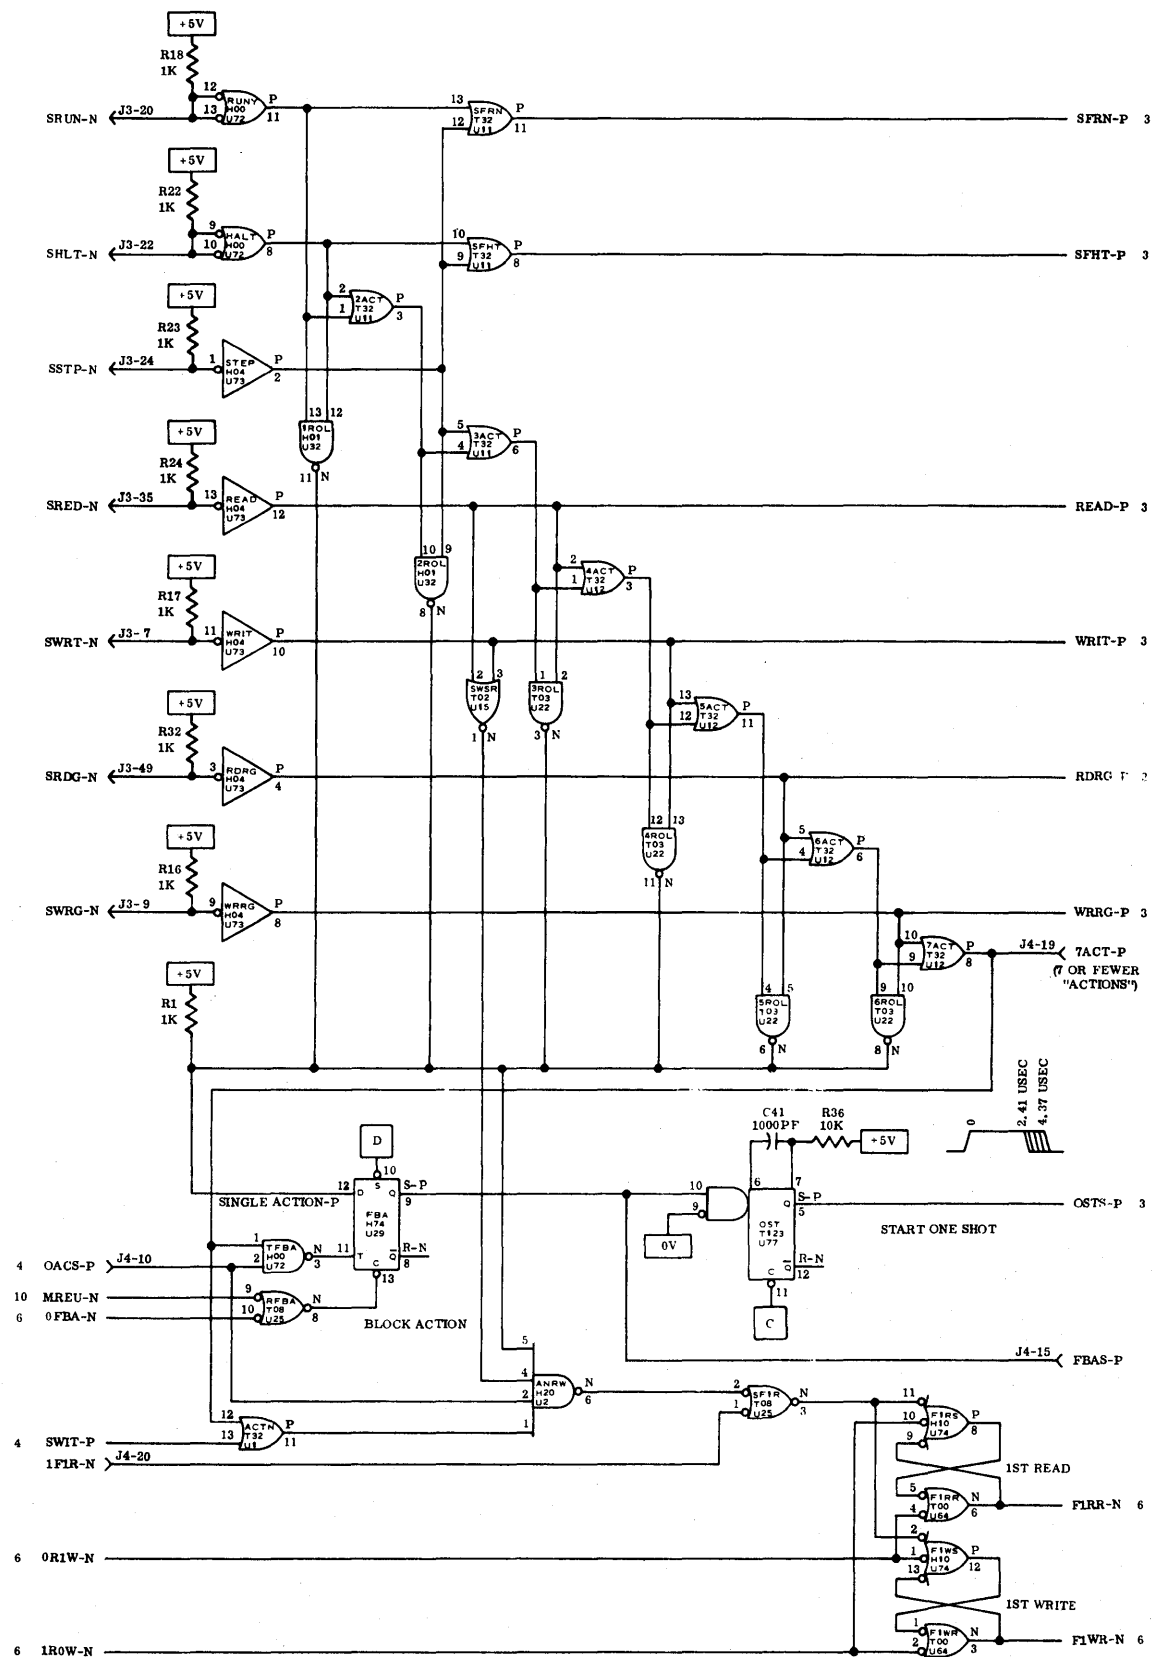 +5V
R18
1K
12
13
RUNY
H00
U72
P
11
SRUN-N
J3-20
13
12
SFRN
T32
U11
P
11
SFRN-P 3
+5V
R22
1K
9
10
HALT
H00
U72
P
8
SHLT-N
J3-22
10
9
SFHT
T32
U11
P
8
SFHT-P 3
2
1
2ACT
T32
U11
P
3
+5V
R23
1K
SSTP-N
J3-24
1
STEP
H04
U73
P
2
13 12
1ROL
H01
U32
11 N
5
4
3ACT
T32
U11
P
6
+5V
R24
1K
SRED-N
J3-35
13
READ
H04
U73
P
12
READ-P 3
10 9
2ROL
H01
U32
8 N
2
1
4ACT
T32
U12
P
3
+5V
R17
1K
SWRT-N
J3-7
11
WRIT
H04
U73
P
10
WRIT-P 3
2 3
SWSR
T02
U15
1 N
1 2
3ROL
T03
U22
3 N
13
12
5ACT
T32
U12
P
11
+5V
R32
1K
SRDG-N
J3-49
3
RDRG
H04
U73
P
4
RDRG
12 13
4ROL
T03
U22
11 N
5
4
6ACT
T32
U12
P
6
+5V
R16
1K
SWRG-N
J3-9
9
WRRG
H04
U73
P
8
WRRG-P 3
10
9
7ACT
T32
U12
P
8
J4-19
7ACT-P
(7 OR FEWER
"ACTIONS")
+5V
R1
1K
4 5
5ROL
T03
U22
6 N
9 10
6ROL
T03
U22
8 N
0
2.41 USEC
4.37 USEC
C41
1000PF
R36
10K
+5V
D
10
SINGLE ACTION-P
12
D
S
Q
S-P
9
FBA
H74
U29
11
T
C
Q
R-N
8
13
10
9
0V
6
7
Q
S-P
5
OST
T123
U77
C
Q
R-N
12
11
C
OSTS-P 3
START ONE SHOT
4 OACS-P
J4-10
1
2
TFBA
H00
U72
N
3
10 MREU-N
6 0FBA-N
9
10
RFBA
T08
U25
N
8
BLOCK ACTION
J4-15
FBAS-P
5
4
2
1
ANRW
H20
U2
N
6
2
1
SF1R
T08
U25
N
3
12
13
ACTN
T32
U1
P
11
4 SWIT-P
1F1R-N
J4-20
11
10
9
F1RS
H10
U74
P
8
1ST READ
5
4
F1RR
T00
U64
N
6
F1RR-N 6
6 0R1W-N
2
1
13
F1WS
H10
U74
P
12
1ST WRITE
1
2
F1WR
T00
U64
N
3
F1WR-N 6
6 1R0W-N